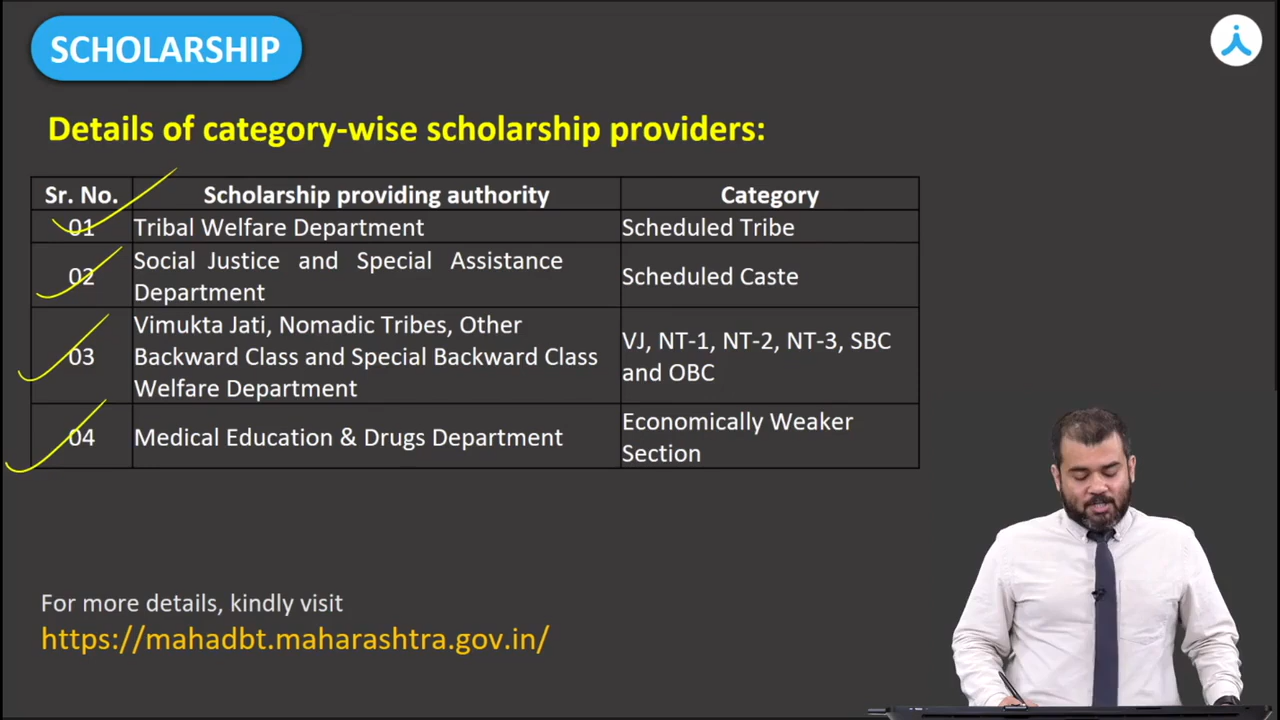 SCHOLARSHIP
Details of category-wise scholarship providers:
Sr. No. Scholarship providing authority Category
01 Tribal Welfare Department Scheduled Tribe
02 Social Justice and Special Assistance
Department
Scheduled Caste
03 Vimukta Jati, Nomadic Tribes, Other
Backward Class and Special Backward Class
Welfare Department
VJ, NT-1, NT-2, NT-3, SBC
and OBC
04 Medical Education & Drugs Department
Economically Weaker
Section
For more details, kindly visit
https://mahadbt.maharashtra.gov.in/